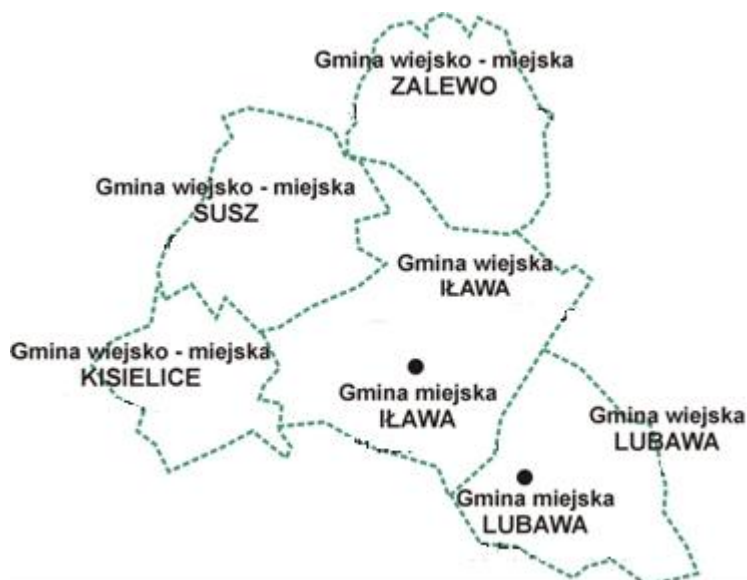 Gmina wiejsko - miejska
ZALEWO
Gmina wiejsko - miejska
SUSZ
Gmina wiejska
IŁAWA
Gmina wiejsko - miejska
KISIELICE
Gmina miejska
IŁAWA
Gmina wiejska
LUBAWA
Gmina miejska
LUBAWA